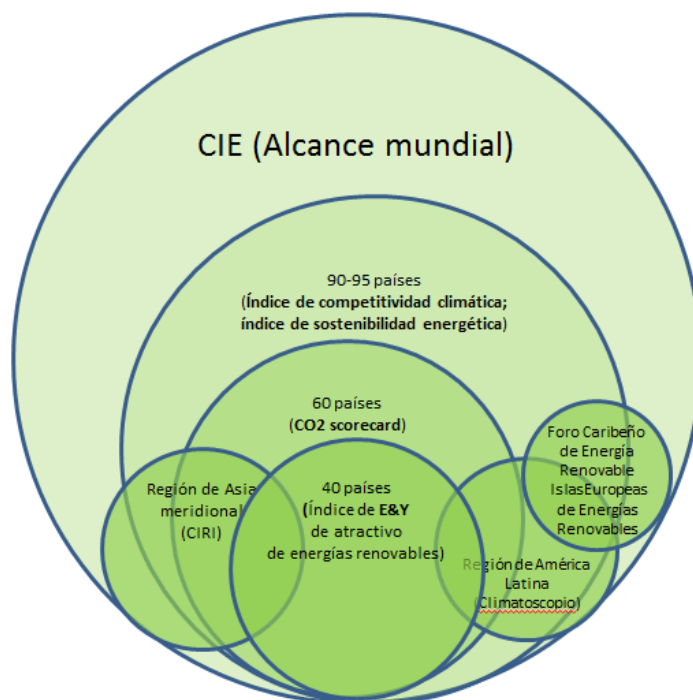 CIE (Alcance mundial)
90-95 países
(Índice de competitividad climática;
índice de sostenibilidad energética)
60 países
(CO2 scorecard)
Región de Asia
meridional
(CIRI)
40 países
(Índice de E&Y
de atractivo
de energías renovables)
Foro Caribeño
de Energía
Renovable
IslasEuropeas
de Energías
Renovables
Región de América
Latina
(Climatoscopio)